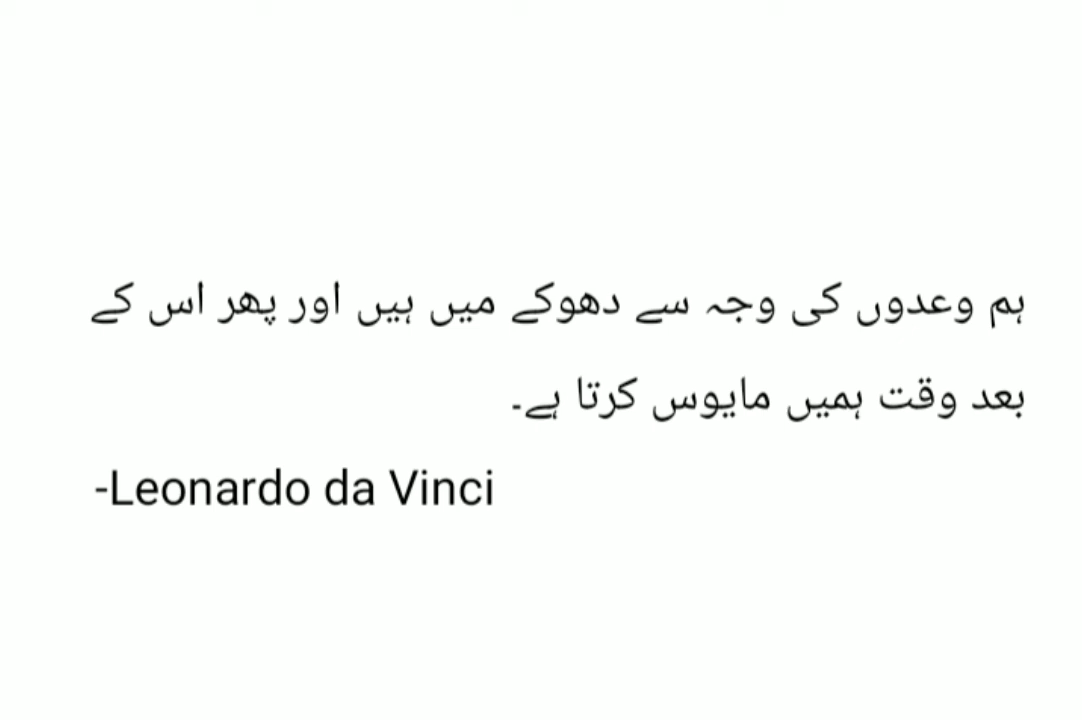 ہم وعدوں کی وجہ سے دھوکے میں ہیں اور پھر اس کے
بعد وقت ہمیں مایوس کرتا ہے۔
-Leonardo da Vinci